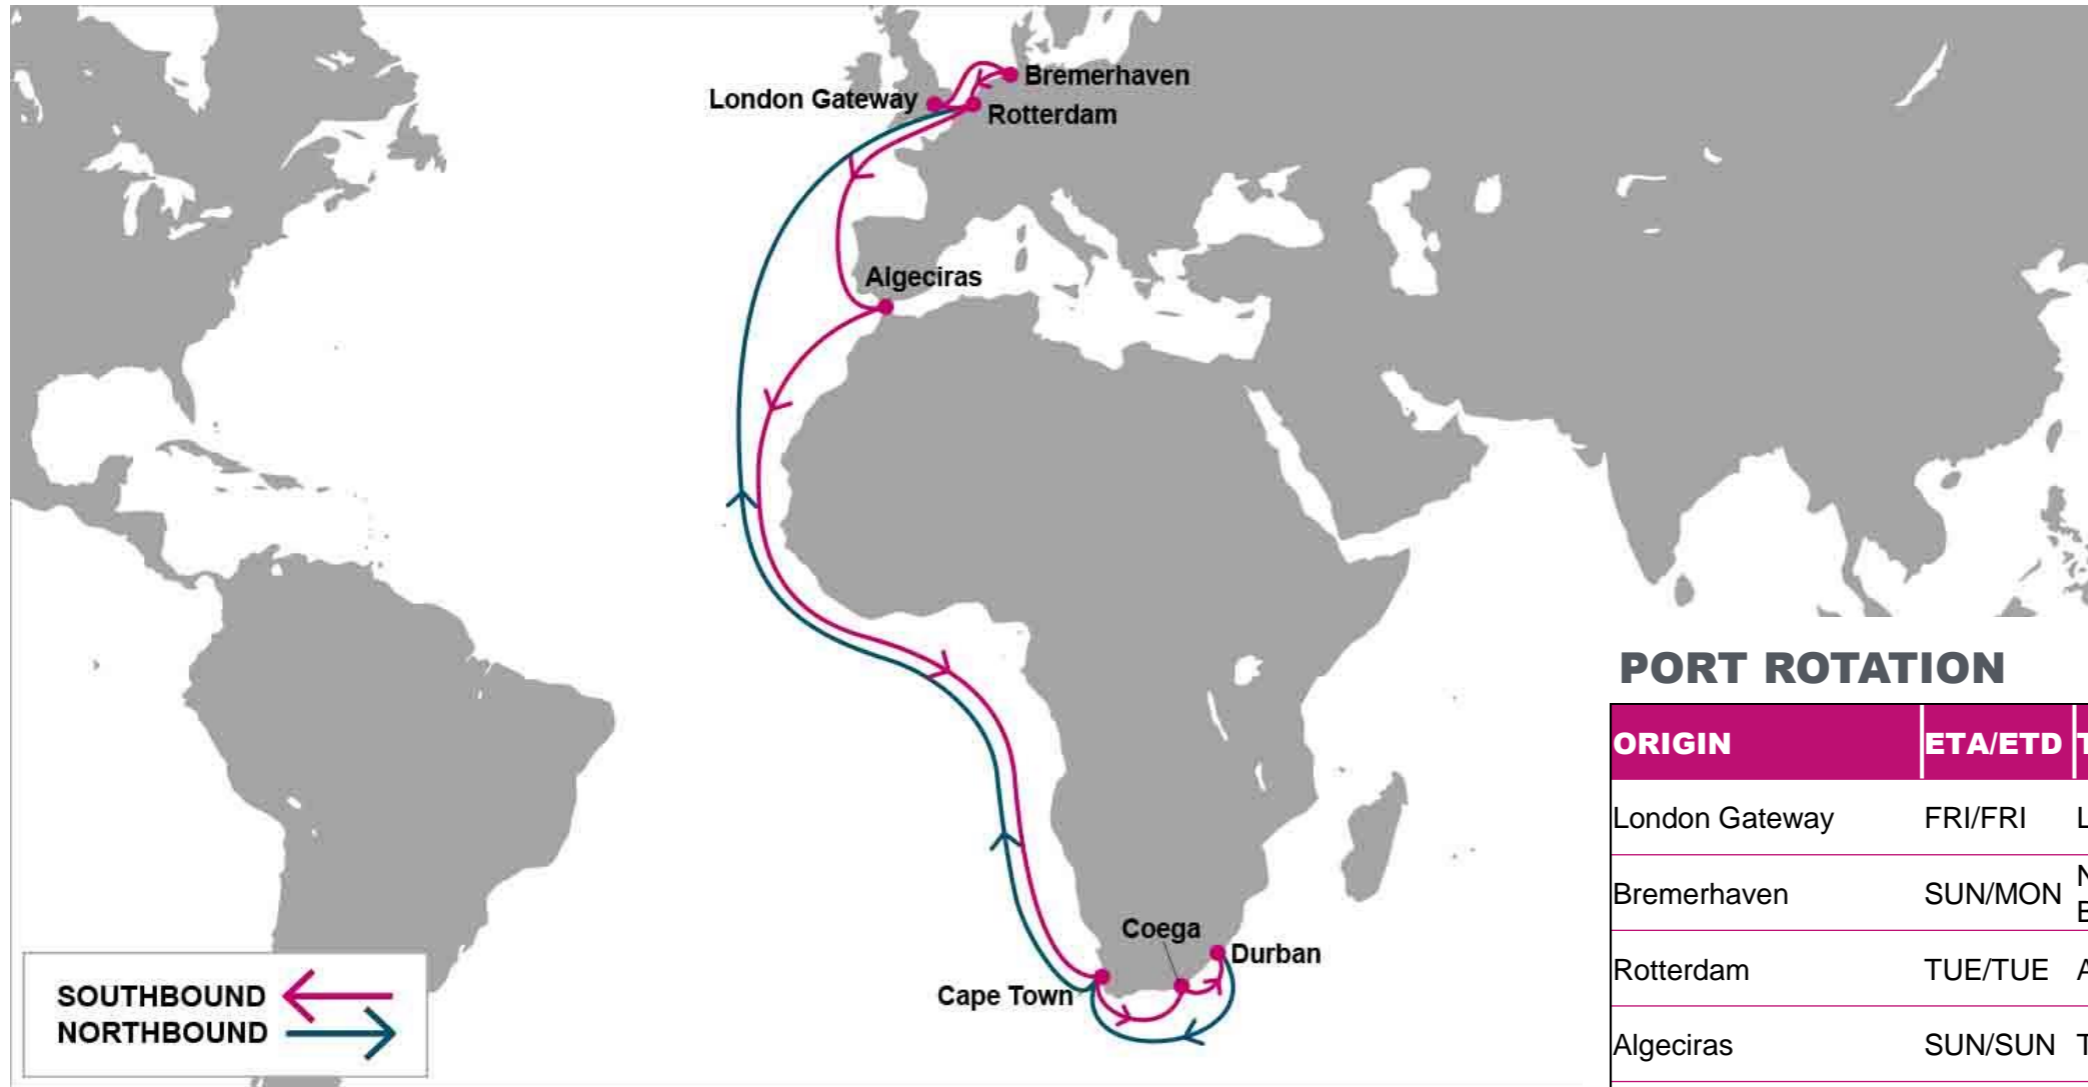 Bremerhaven
London Gateway
Rotterdam
Algeciras
Coega
Durban
Cape Town
SOUTHBOUND
NORTHBOUND
PORT ROTATION
ORIGIN ETA/ETD
London Gateway FRI/FRI
Bremerhaven SUN/MON
Rotterdam TUE/TUE
Algeciras SUN/SUN